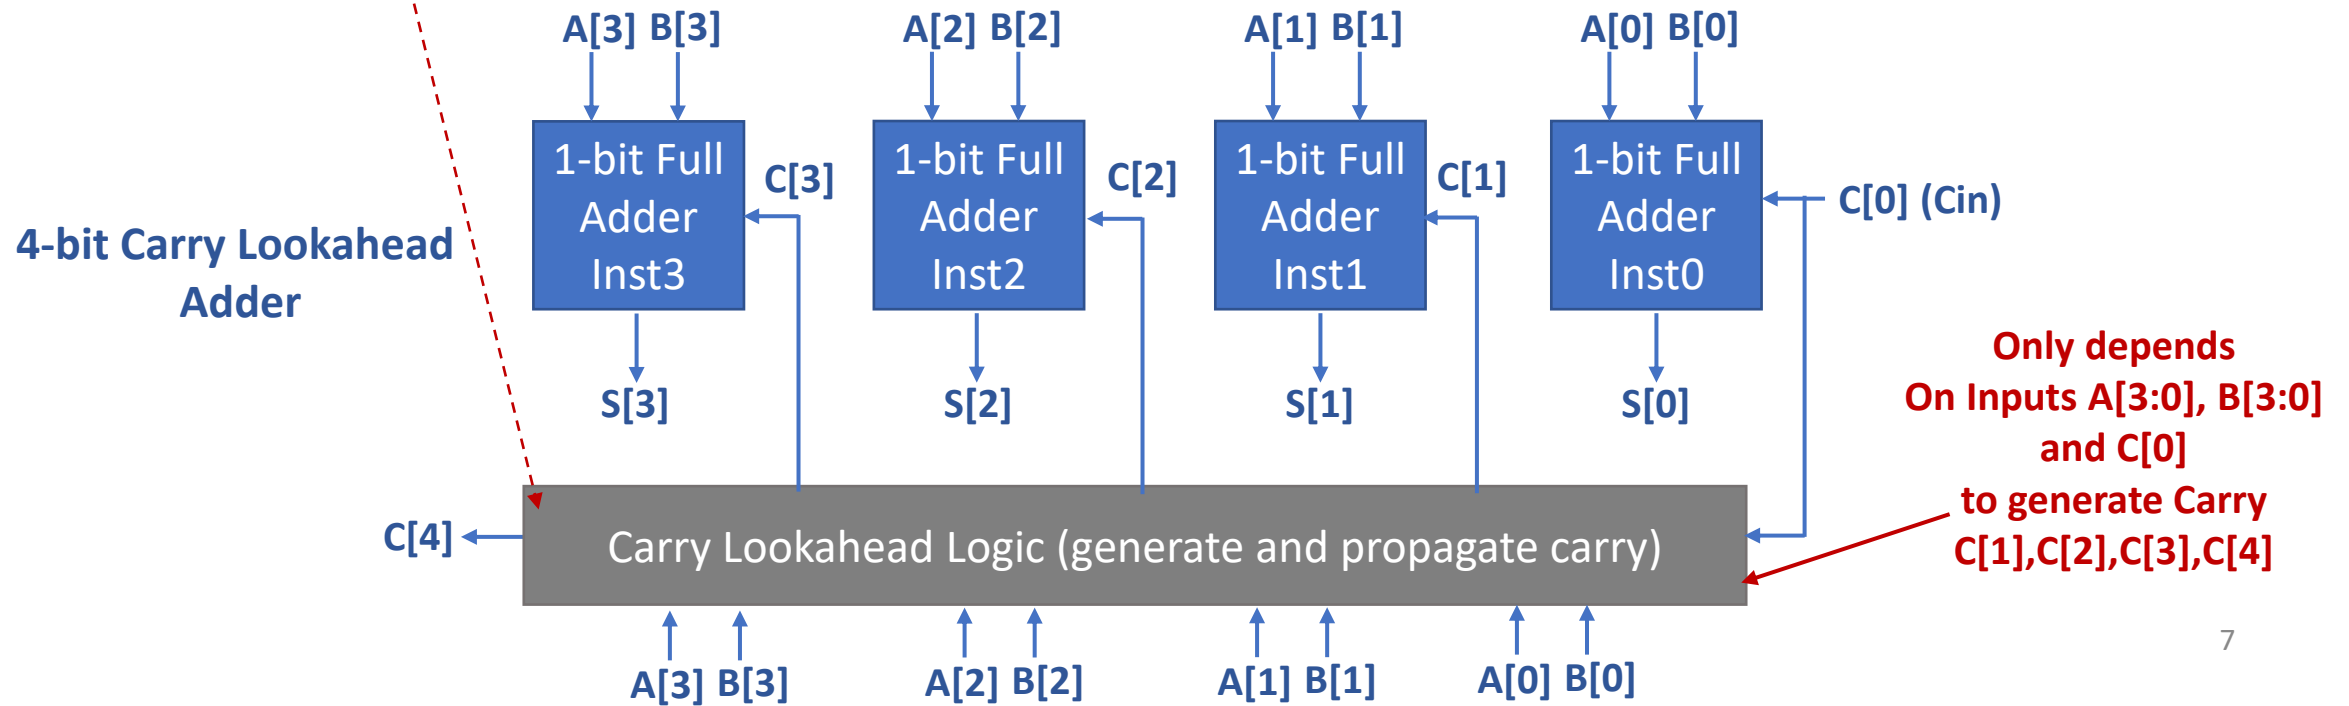 A[3] B[3] A[2] B[2] A[1] B[1] A[0] B[0]
1-bit Full
Adder
Inst3
C[3]
1-bit Full
Adder
Inst2
C[2]
1-bit Full
Adder
Inst1
C[1]
1-bit Full
Adder
Inst0
C[0] (Cin)
4-bit Carry Lookahead
Adder
S[3] S[2] S[1] S[0]
Only depends
On Inputs A[3:0], B[3:0]
and C[0]
to generate Carry
C[1],C[2],C[3],C[4]
C[4]
Carry Lookahead Logic (generate and propagate carry)
A[3] B[3] A[2] B[2] A[1] B[1] A[0] B[0]
7